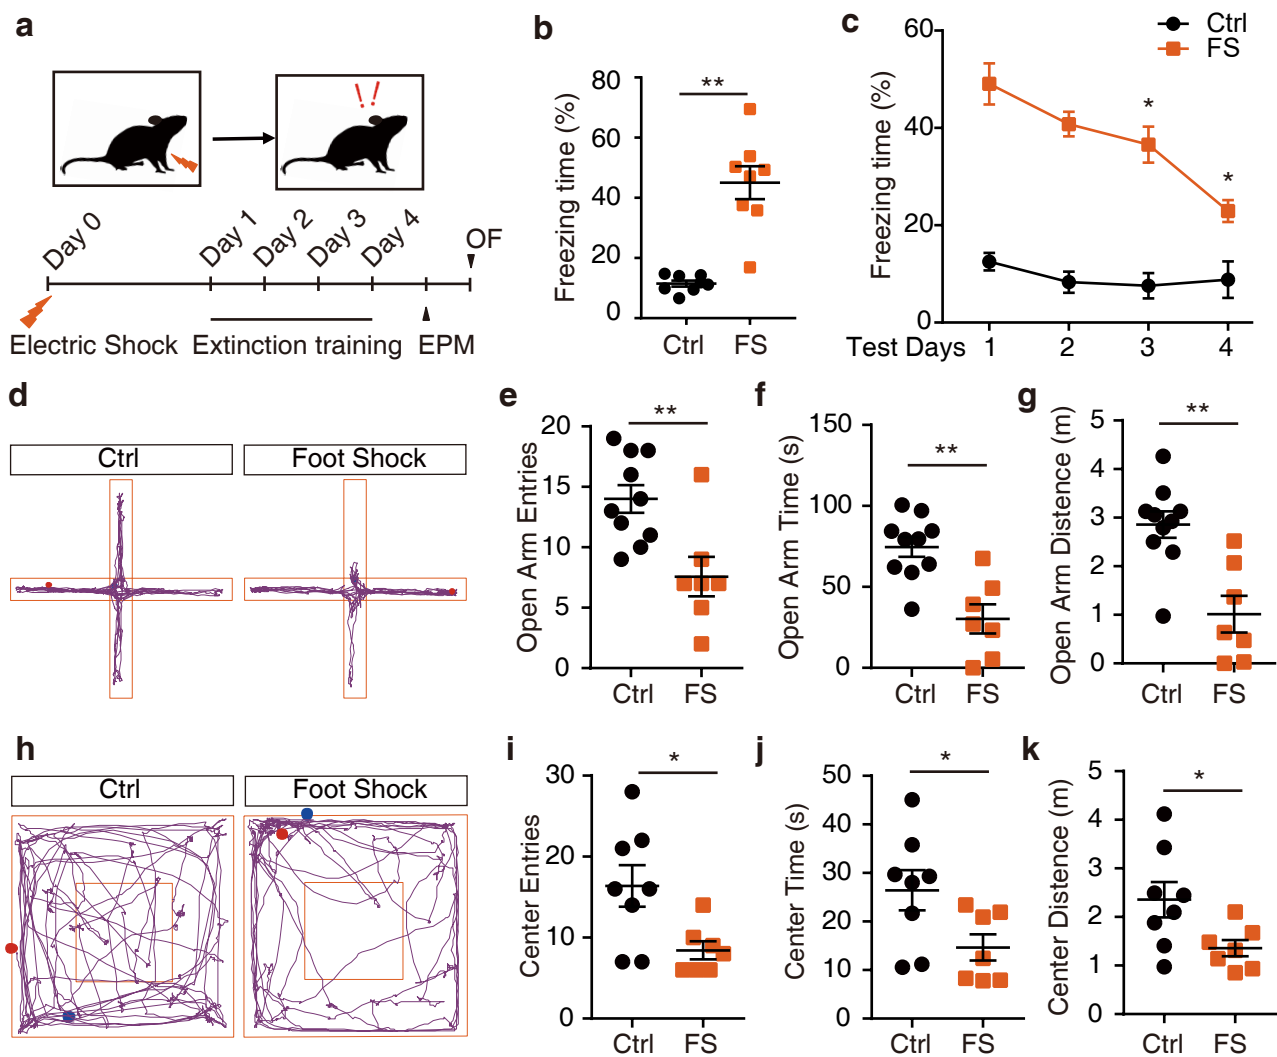 a
Day 0
Day 1
Day 2
Day 3
Day 4
OF
Electric Shock
Extinction training
EPM
b
Freezing time (%)
80
60
40
20
0
**
Ctrl
FS
c
Freezing time (%)
60
40
20
0
Ctrl
FS
*
*
Test Days
1
2
3
4
d
Ctrl
Foot Shock
e
Open Arm Entries
20
15
10
5
0
**
Ctrl
FS
f
Open Arm Time (s)
150
100
50
0
**
Ctrl
FS
g
Open Arm Distence (m)
5
4
3
2
1
0
**
Ctrl
FS
h
Ctrl
Foot Shock
i
Center Entries
30
20
10
0
*
Ctrl
FS
j
Center Time (s)
50
40
30
20
10
0
*
Ctrl
FS
k
Center Distence (m)
5
4
3
2
1
0
*
Ctrl
FS